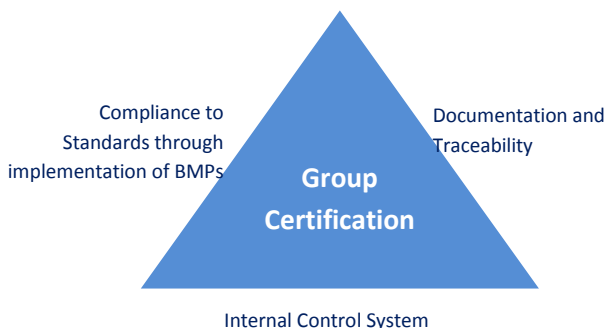 Compliance to
Standards through
implementation of BMPs
Documentation and
Traceability
Group
Certification
Internal Control System